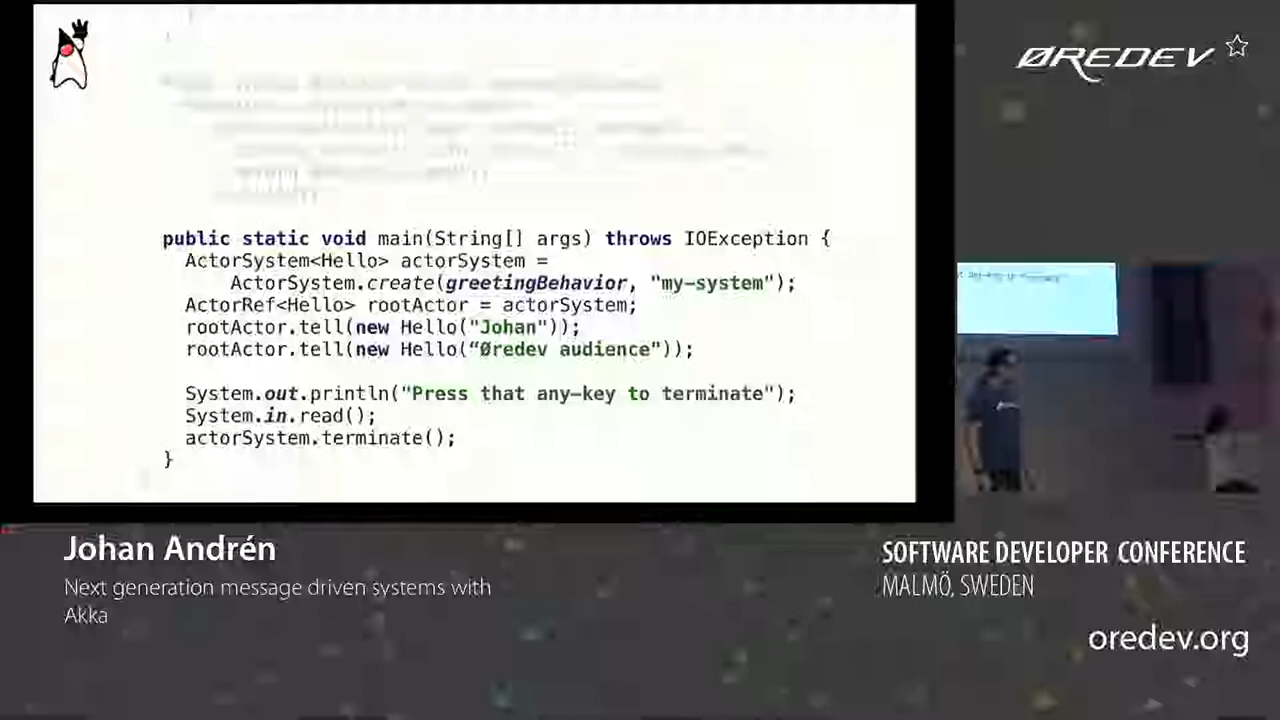 ØREDEV
public static void main(String[] args) throws IOException {
ActorSystem<Hello> actorSystem =
ActorSystem.create(greetingBehavior, "my-system");
ActorRef<Hello> rootActor = actorSystem;
rootActor.tell(new Hello("Johan"));
rootActor.tell(new Hello(“Øredev audience"));
System.out.println("Press that any-key to terminate");
System.in.read();
actorSystem.terminate();
}
Johan Andrén
Next generation message driven systems with
Akka
SOFTWARE DEVELOPER CONFERENCE
MALMÖ, SWEDEN
oredev.org